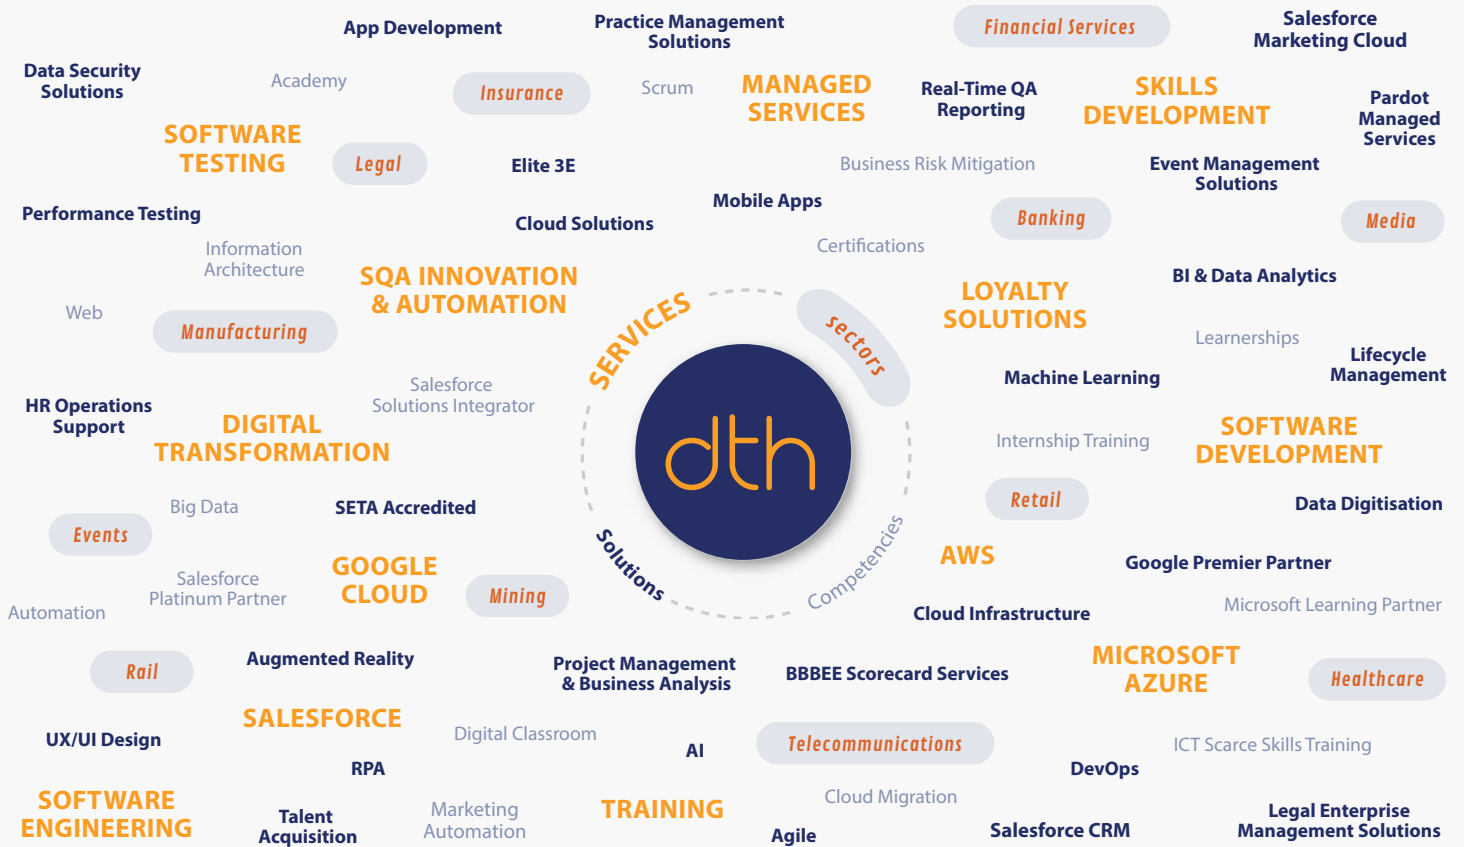 App Development
Practice Management
Solutions
Financial Services
Salesforce
Marketing Cloud
Data Security
Solutions
Academy
Insurance
Scrum
MANAGED
SERVICES
Real-Time QA
Reporting
SKILLS
DEVELOPMENT
Pardot
Managed
Services
SOFTWARE
TESTING
Legal
Elite 3E
Business Risk Mitigation
Event Management
Solutions
Performance Testing
Cloud Solutions
Mobile Apps
Banking
Media
Information
Architecture
Certifications
SQA INNOVATION
& AUTOMATION
LOYALTY
SOLUTIONS
BI & Data Analytics
Web
Manufacturing
SERVICES
sectors
Learnerships
Lifecycle
Management
Machine Learning
Salesforce
Solutions Integrator
HR Operations
Support
DIGITAL
TRANSFORMATION
dth
Internship Training
SOFTWARE
DEVELOPMENT
Big Data
SETA Accredited
Retail
Data Digitisation
Events
Solutions
Competencies
GOOGLE
CLOUD
Mining
AWS
Google Premier Partner
Salesforce
Platinum Partner
Automation
Cloud Infrastructure
Microsoft Learning Partner
Rail
Augmented Reality
Project Management
& Business Analysis
BBBEE Scorecard Services
MICROSOFT
AZURE
Healthcare
SALESFORCE
UX/UI Design
Digital Classroom
AI
Telecommunications
ICT Scarce Skills Training
RPA
DevOps
SOFTWARE
ENGINEERING
Talent
Acquisition
Marketing
Automation
TRAINING
Cloud Migration
Agile
Salesforce CRM
Legal Enterprise
Management Solutions